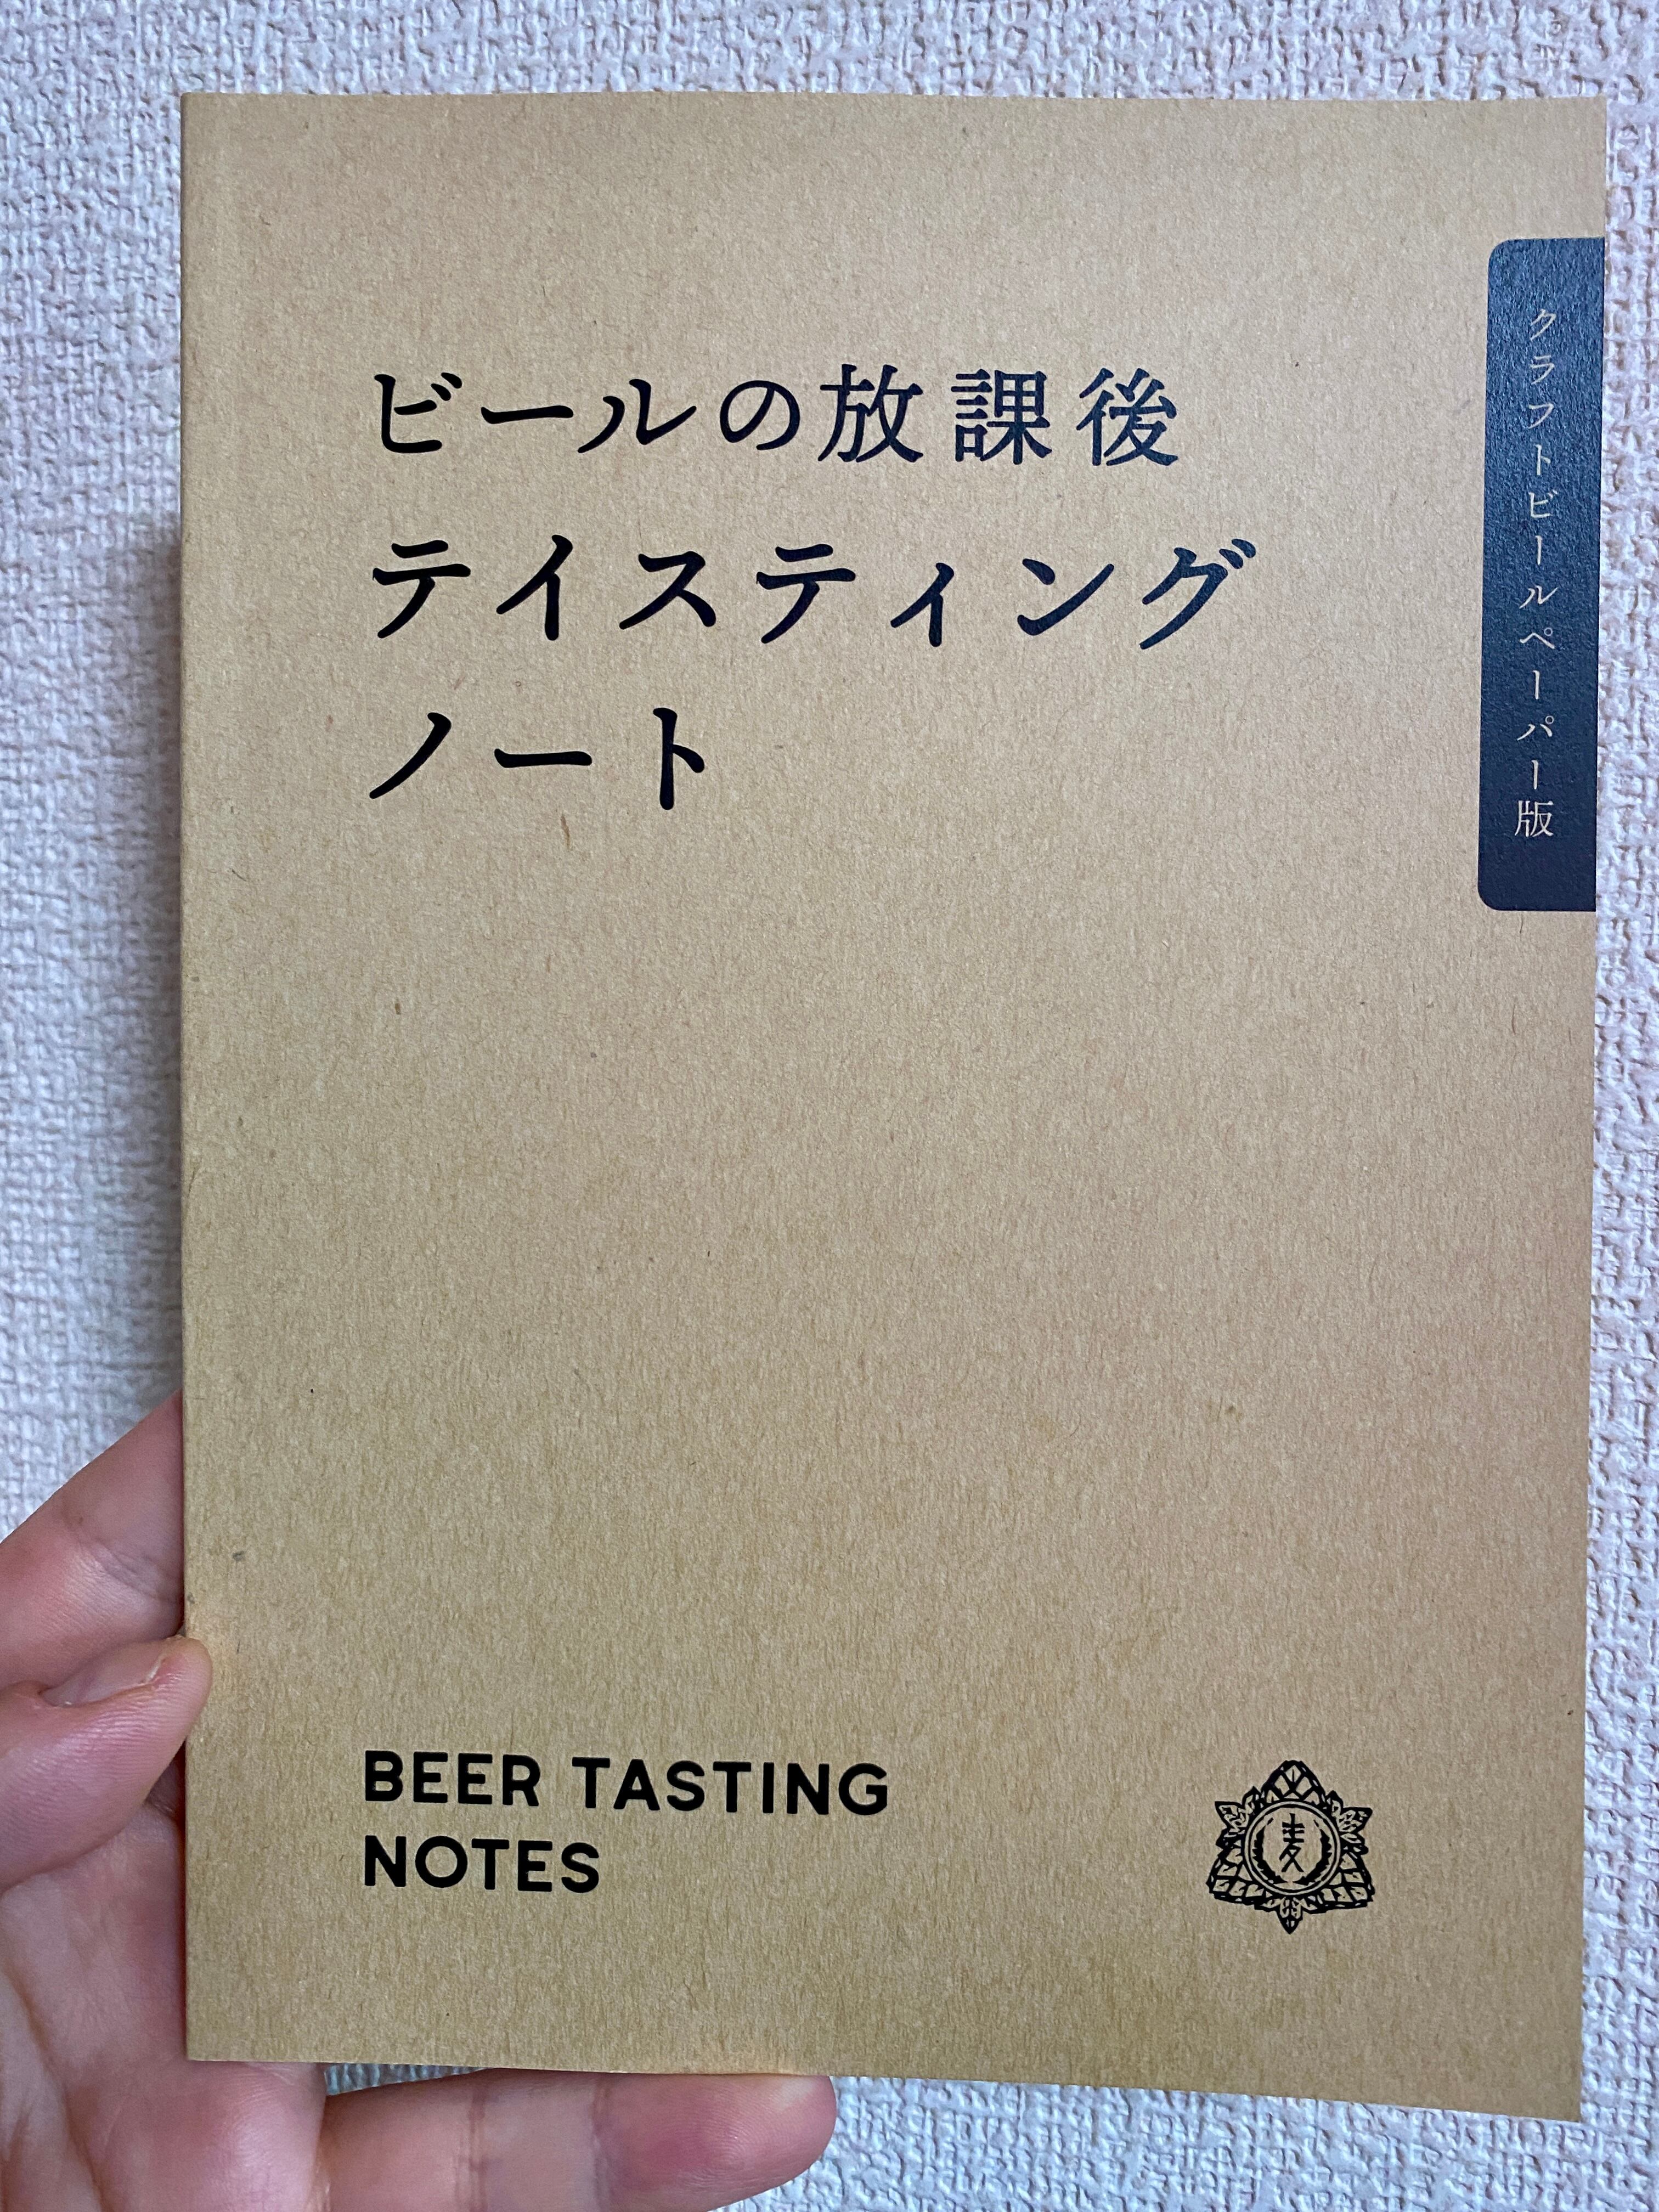 ビールの放課後
テイスティング
ノート
クラフトビールペーパー版
BEER TASTING
NOTES
麦